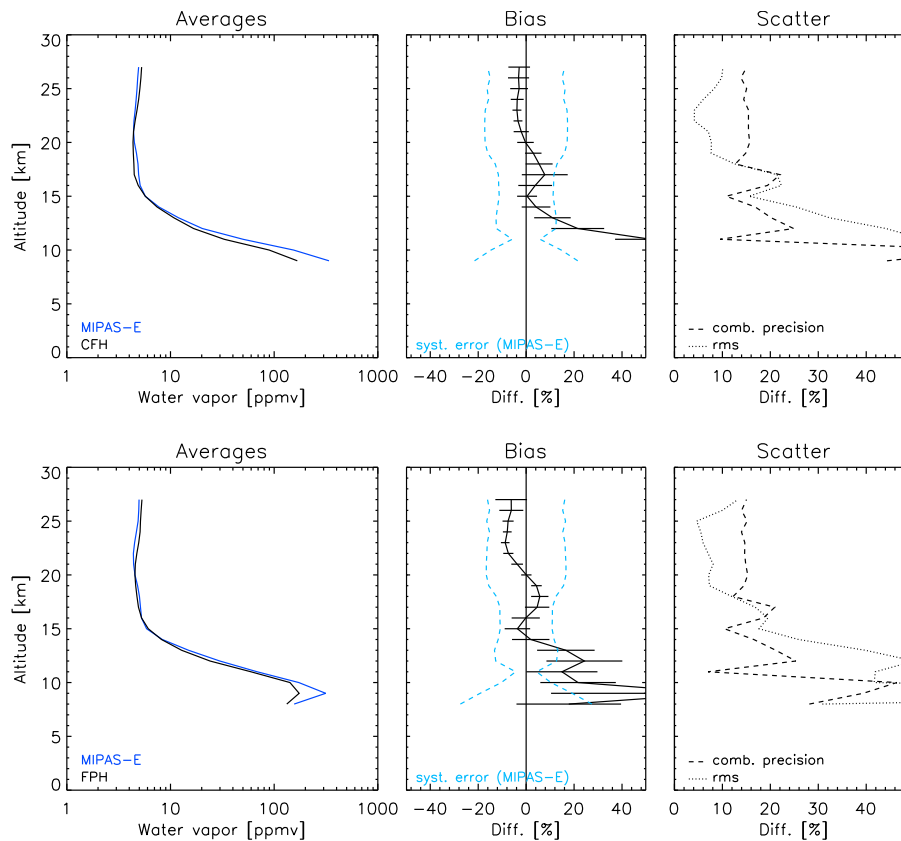 Averages Bias Scatter
30
25
20
15
10
5
0
Altitude [km]
MIPAS-E
CFH
syst. error (MIPAS-E)
comb. precision
rms
1 10 100 1000 -40 -20 0 20 40 0 10 20 30 40
Water vapor [ppmv] Diff. [%] Diff. [%]
Averages Bias Scatter
30
25
20
15
10
5
0
Altitude [km]
MIPAS-E
FPH
syst. error (MIPAS-E)
comb. precision
rms
1 10 100 1000 -40 -20 0 20 40 0 10 20 30 40
Water vapor [ppmv] Diff. [%] Diff. [%]